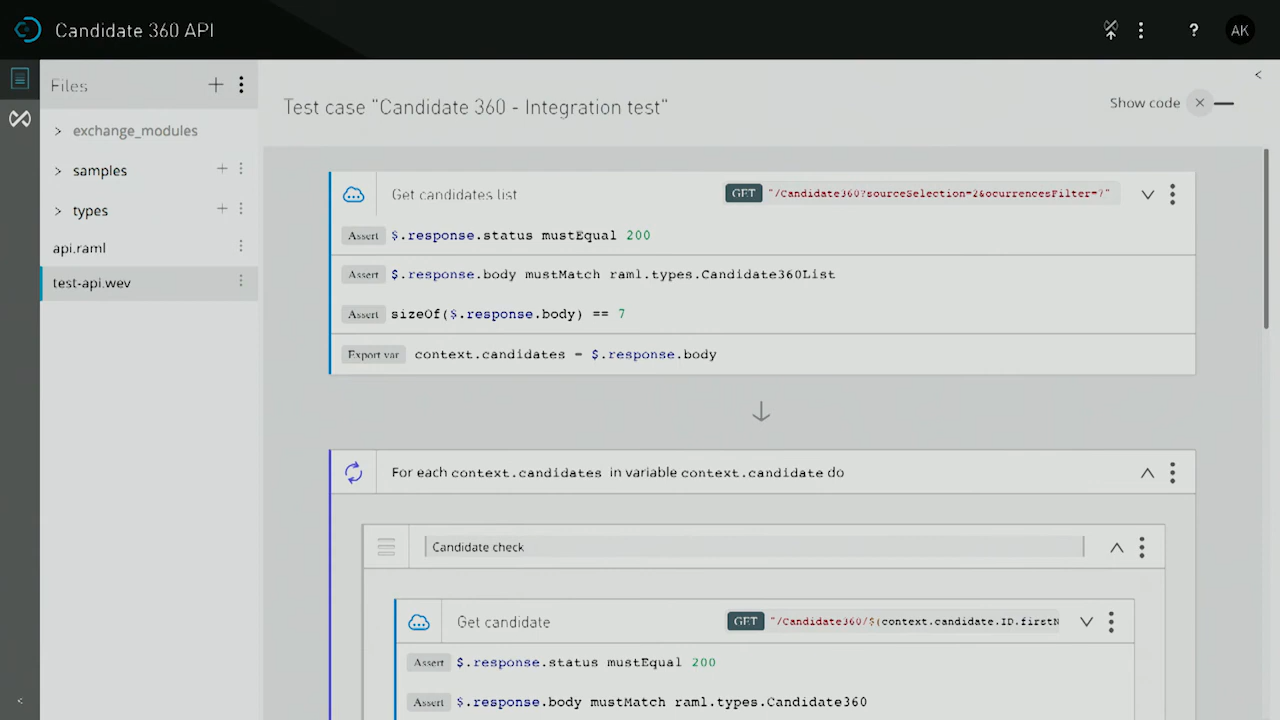 Candidate 360 API
? AK
Files
exchange_modules
samples
types
api.raml
test-api.wev
Test case "Candidate 360 - Integration test"
Show code
Get candidates list GET "/Candidate360?sourceSelection=2&ocurrencesFilter=7"
Assert $.response.status mustEqual 200
Assert $.response.body mustMatch raml.types.Candidate360List
Assert sizeOf($.response.body) == 7
Export var context.candidates = $.response.body
For each context.candidates in variable context.candidate do
Candidate check
Get candidate GET "/Candidate360/$(context.candidate.ID.firstN
Assert $.response.status mustEqual 200
Assert $.response.body mustMatch raml.types.Candidate360